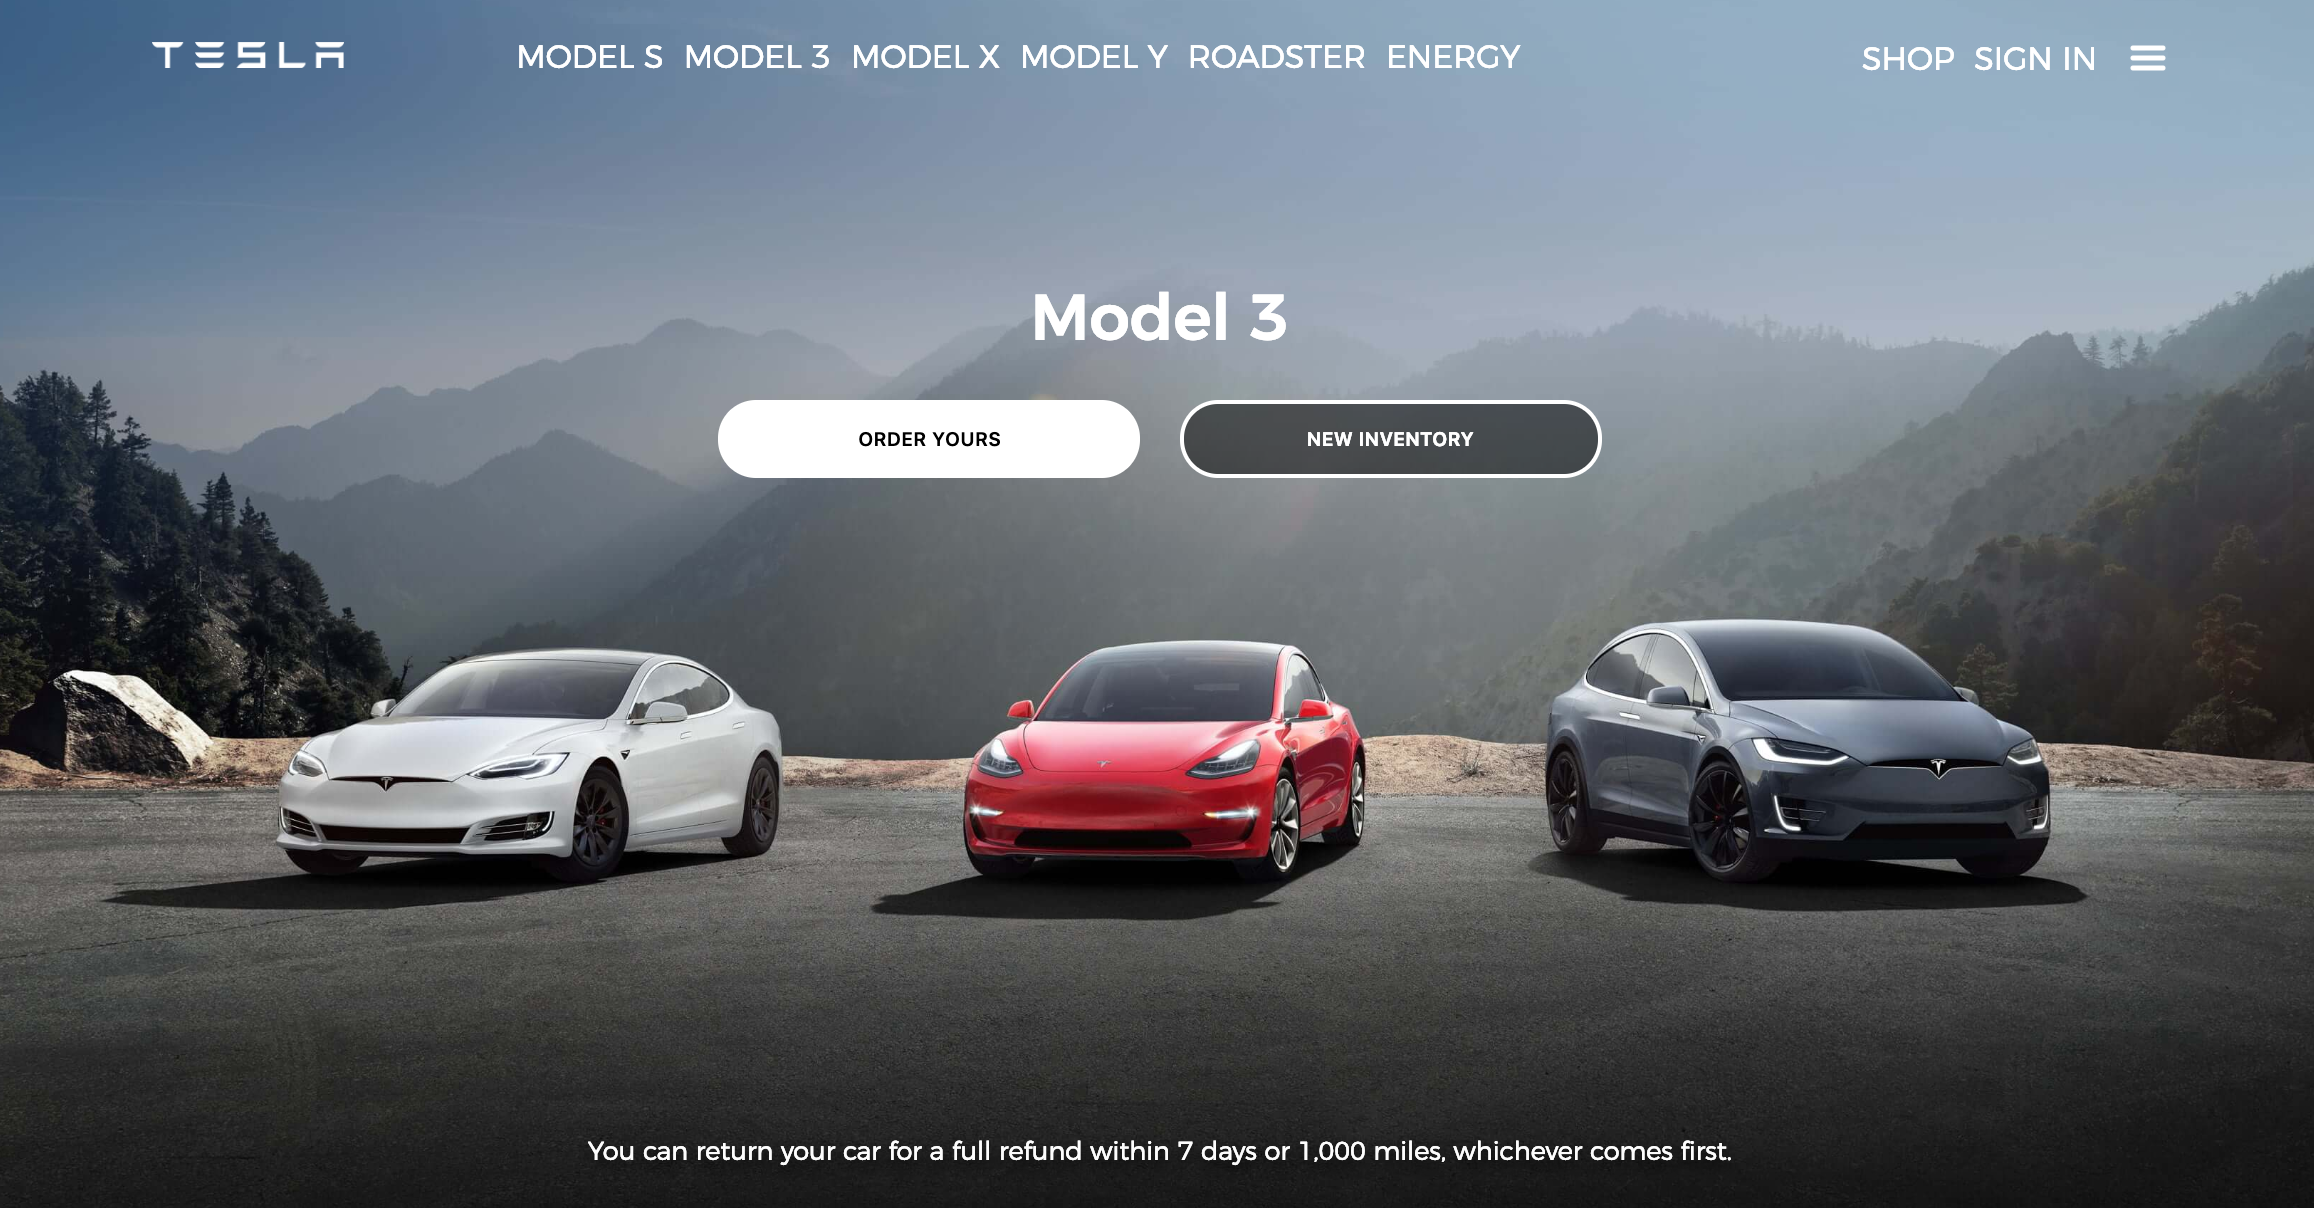 TESLA MODEL S MODEL 3 MODEL X MODEL Y ROADSTER ENERGY SHOP SIGN IN
Model 3
ORDER YOURS NEW INVENTORY
You can return your car for a full refund within 7 days or 1,000 miles, whichever comes first.